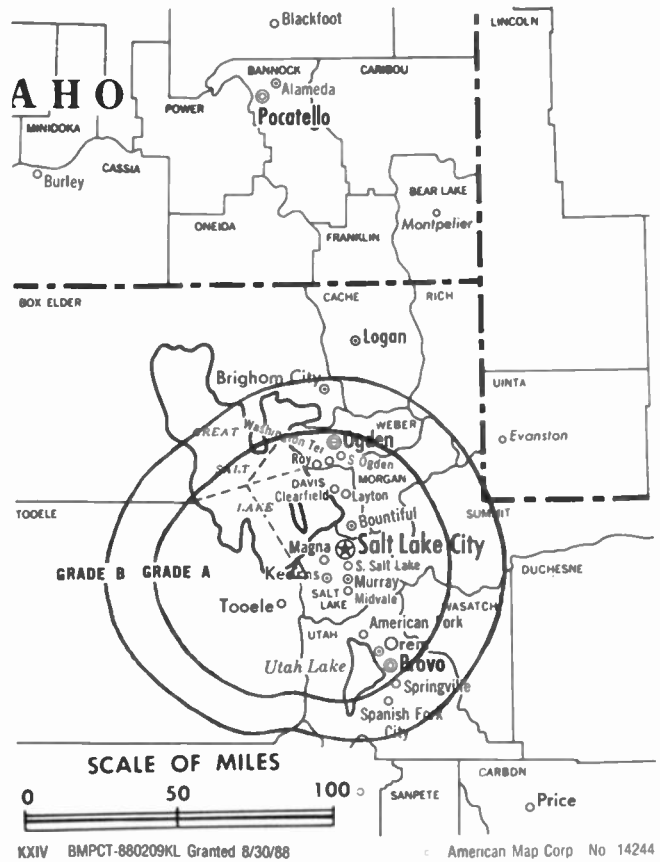 Blackfoot
LINCOLN
BANNOCK
CARIBOU
AHO
Alameda
POWER
Pocatello
MINIDOKA
CASSIA
Burley
BEAR LAKE
Montpelier
ONEIDA
FRANKLIN
BOX ELDER
CACHE
RICH
Logan
UINTA
Brighom City
WEBER
GREAT
Washington Ter
Ogden
Evanston
Roy
S Ogden
SALT
MORGAN
DAVIS
Clearfield
Layton
LAKE
TOOELE
Bountiful
SUMMIT
Magna
Salt Lake City
GRADE B
GRADE A
Kearns
S. Salt Lake
DUCHESNE
Murray
SALT
LAKE
Midvale
Tooele
WASATCH
American Fork
UTAH
Orem
Utah Lake
Provo
Springville
Spanish Fork
City
SCALE OF MILES
0
50
100
CARBON
SANPETE
Price
KXIV BMPCT-880209KL Granted 8/30/88
American Map Corp No 14244